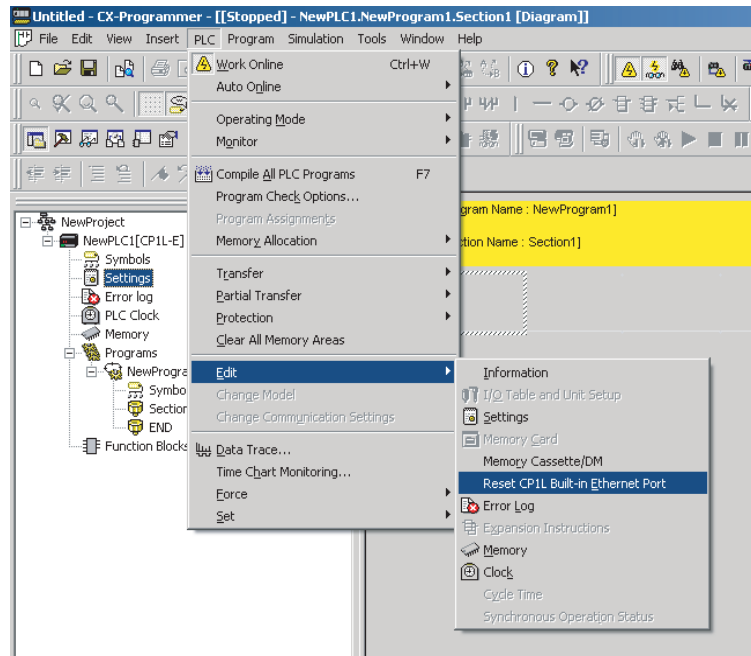 Untitled - CX-Programmer - [[Stopped] - NewPLC1.NewProgram1.Section1 [Diagram]]
File Edit View Insert PLC Program Simulation Tools Window Help
Work Online Ctrl+W
Auto Online
Operating Mode
Monitor
Compile All PLC Programs F7
Program Check Options...
Program Assignments
Memory Allocation
Transfer
Partial Transfer
Protection
Clear All Memory Areas
Edit
Change Model
Change Communication Settings
Data Trace...
Time Chart Monitoring...
Force
Set
NewProject
NewPLC1[CP1L-E]
Symbols
Settings
Error log
PLC Clock
Memory
Programs
NewProgra
Symbo
Section
END
Function Blocks
gram Name : NewProgram1]
ction Name : Section1]
Information
I/O Table and Unit Setup
Settings
Memory Card
Memory Cassette/DM
Reset CP1L Built-in Ethernet Port
Error Log
Expansion Instructions
Memory
Clock
Cycle Time
Synchronous Operation Status